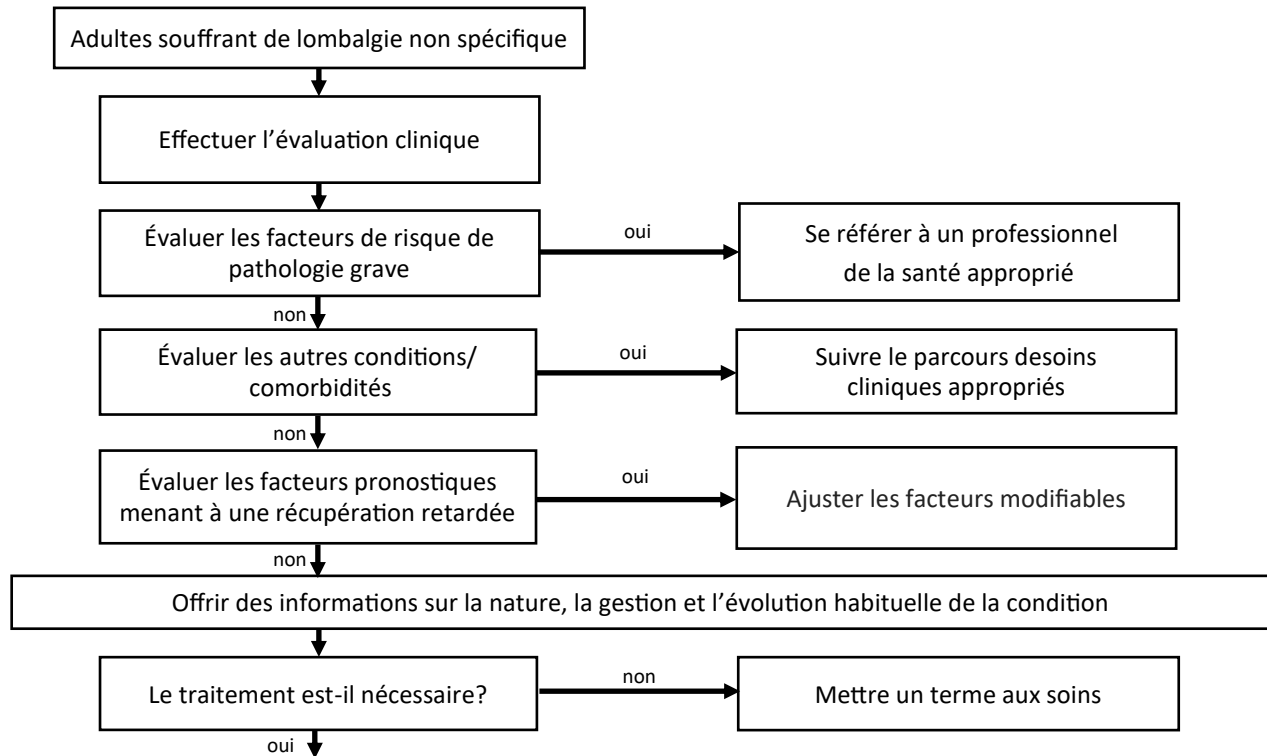 Adultes souffrant de lombalgie non spécifique
Effectuer l'évaluation clinique
Évaluer les facteurs de risque de
pathologie grave
oui
Se référer à un professionnel
de la santé approprié
non
Évaluer les autres conditions/
comorbidités
oui
Suivre le parcours desoins
cliniques appropriés
non
Évaluer les facteurs pronostiques
menant à une récupération retardée
oui
Ajuster les facteurs modifiables
non
Offrir des informations sur la nature, la gestion et l'évolution habituelle de la condition
Le traitement est-il nécessaire?
non
Mettre un terme aux soins
oui